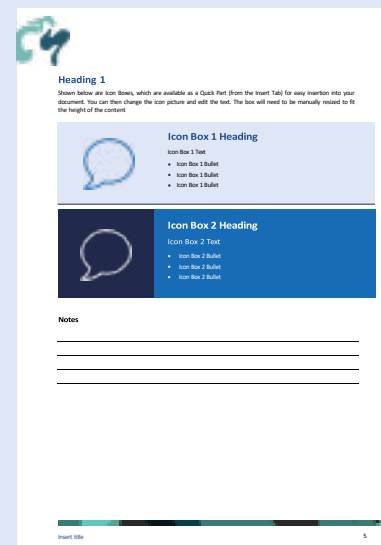 Heading 1
Shown below are Icon Boxes, which are available as a Quick Part (from the Insert Tab) for easy insertion into your
document. You can then change the icon picture and edit the text. The box will need to be manually resized to fit
the height of the content
Icon Box 1 Heading
Icon Box 1 Text
• Icon Box 1 Bullet
• Icon Box 1 Bullet
• Icon Box 1 Bullet
Icon Box 2 Heading
Icon Box 2 Text
• Icon Box 2 Bullet
• Icon Box 2 Bullet
• Icon Box 2 Bullet
Notes
Insert title 5